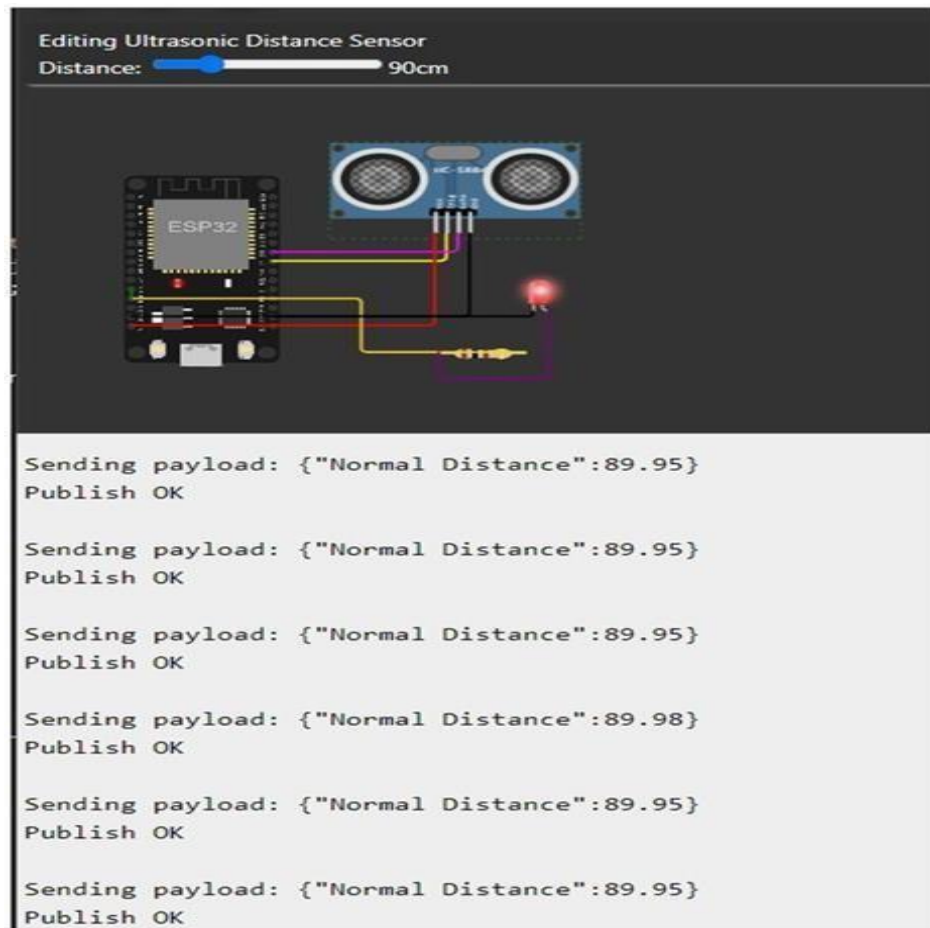 Editing Ultrasonic Distance Sensor
Distance: 90cm
ESP32
Sending payload: {"Normal Distance":89.95}
Publish OK
Sending payload: {"Normal Distance":89.95}
Publish OK
Sending payload: {"Normal Distance":89.95}
Publish OK
Sending payload: {"Normal Distance":89.98}
Publish OK
Sending payload: {"Normal Distance":89.95}
Publish OK
Sending payload: {"Normal Distance":89.95}
Publish OK